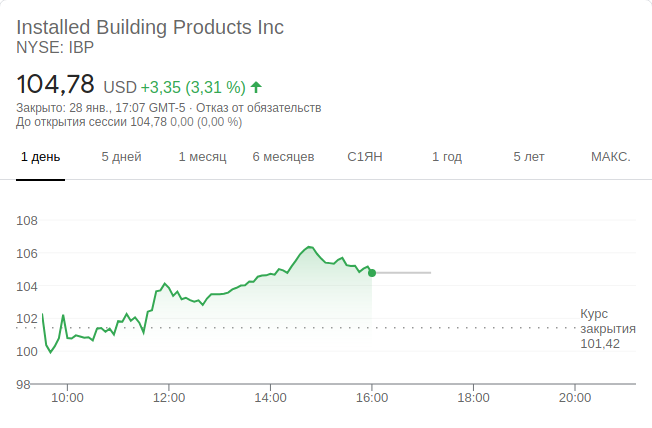 Installed Building Products Inc
NYSE: IBP
104,78 USD +3,35 (3,31 %)
Закрыто: 28 янв., 17:07 GMT-5 · Отказ от обязательств
До открытия сессии 104,78 0,00 (0,00 %)
1 день 5 дней 1 месяц 6 месяцев С1ЯН 1 год 5 лет МАКС.
108
106
104
102
100
98
Курс
закрытия
101,42
10:00 12:00 14:00 16:00 18:00 20:00